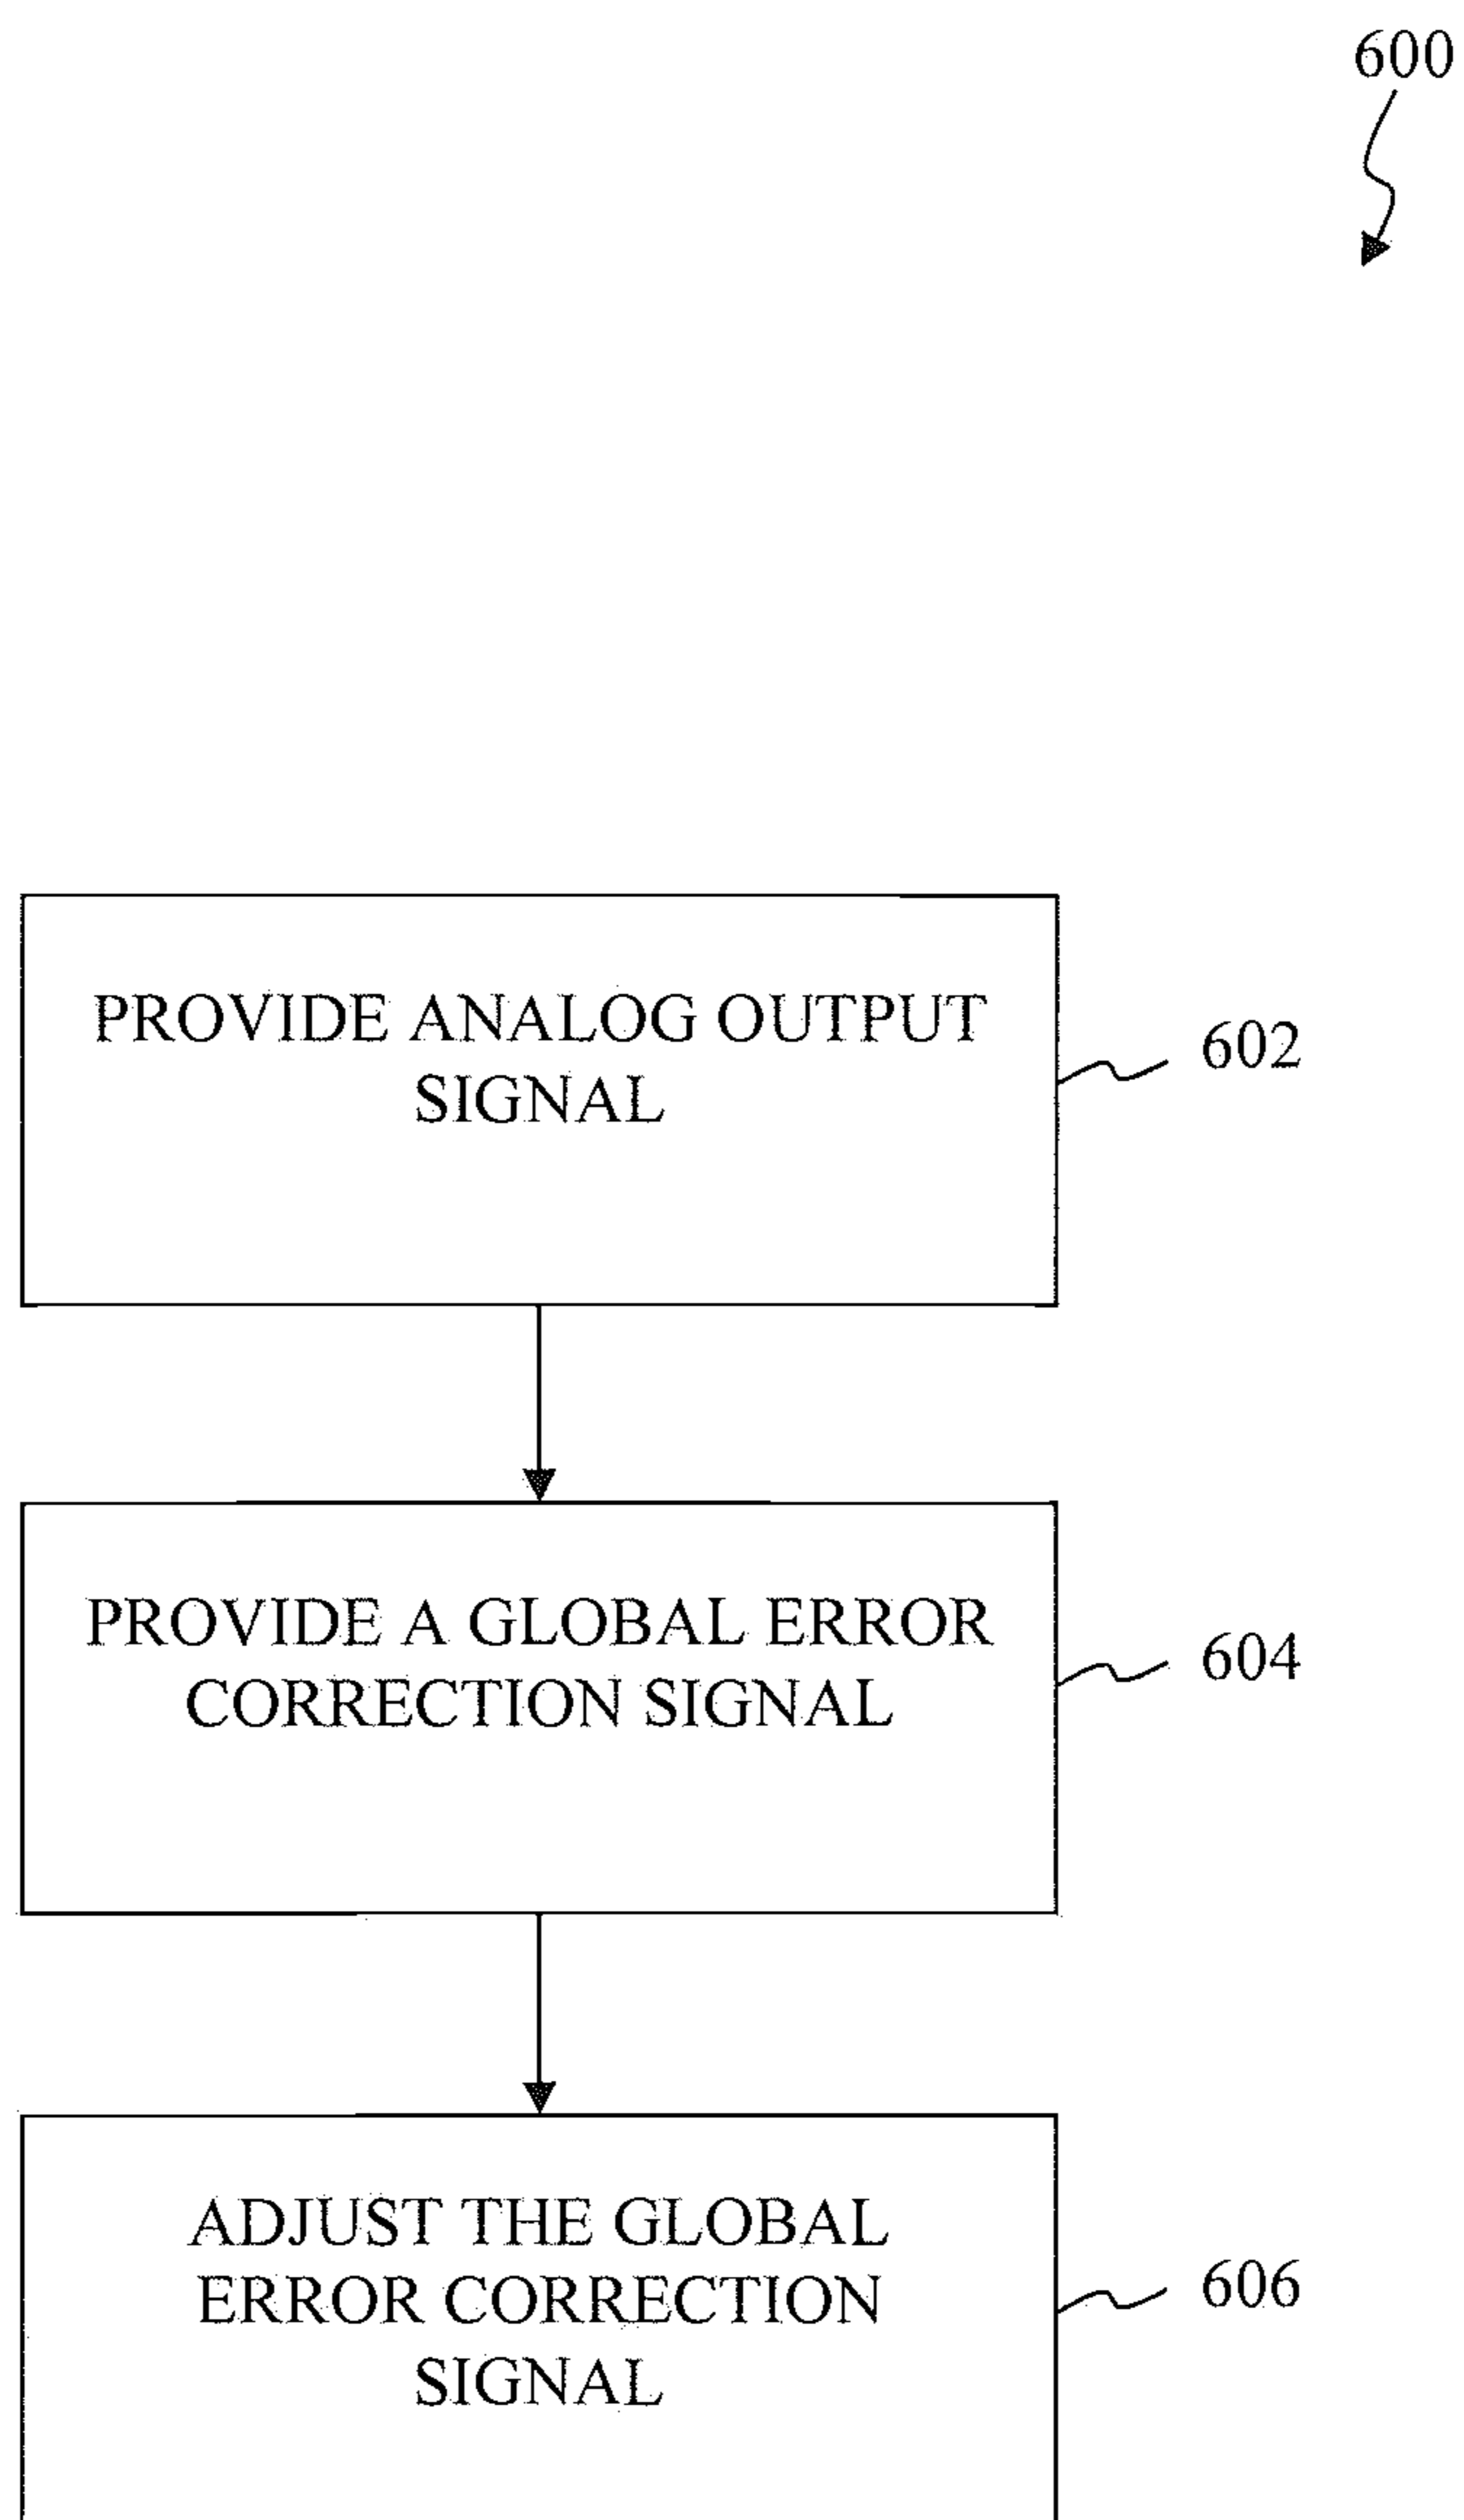 600
PROVIDE ANALOG OUTPUT
SIGNAL
602
PROVIDE A GLOBAL ERROR
CORRECTION SIGNAL
604
ADJUST THE GLOBAL
ERROR CORRECTION
SIGNAL
606